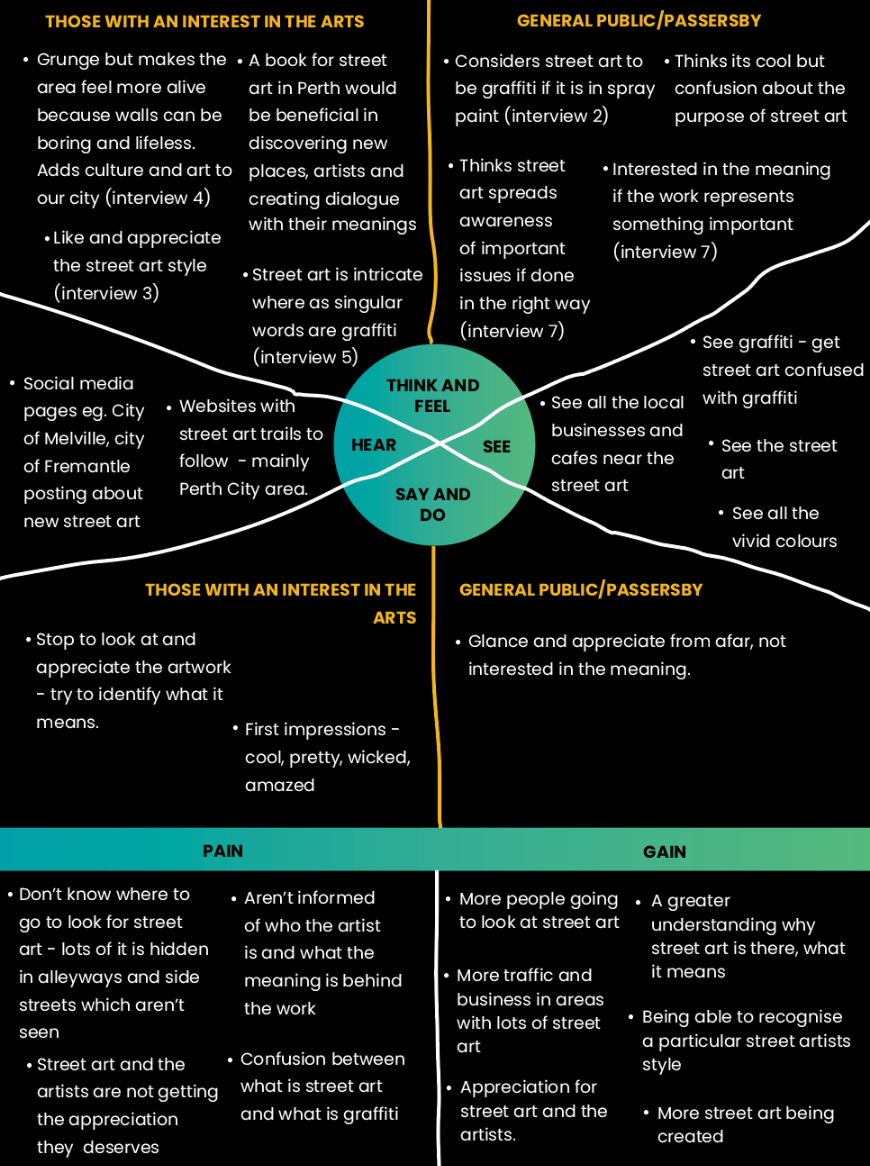 THOSE WITH AN INTEREST IN THE ARTS
• Grunge but makes the
area feel more alive
because walls can be
boring and lifeless.
Adds culture and art to
our city (interview 4)
• Like and appreciate
the street art style
(interview 3)
• A book for street
art in Perth would
be beneficial in
discovering new
places, artists and
creating dialogue
with their meanings
• Street art is intricate
where as singular
words are graffiti
(interview 5)
GENERAL PUBLIC/PASSERSBY
• Considers street art to
be graffiti if it is in spray
paint (interview 2)
• Thinks its cool but
confusion about the
purpose of street art
• Thinks street
art spreads
awareness
of important
issues if done
in the right way
(interview 7)
• Interested in the meaning
if the work represents
something important
(interview 7)
• Social media
pages eg. City
of Melville, city
of Fremantle
posting about
new street art
• Websites with
street art trails to
follow - mainly
Perth City area.
THINK AND
FEEL
HEAR
SEE
SAY AND
DO
• See all the local
businesses and
cafes near the
street art
• See graffiti - get
street art confused
with graffiti
• See the street
art
• See all the
vivid colours
THOSE WITH AN INTEREST IN THE
ARTS
• Stop to look at and
appreciate the artwork
- try to identify what it
means.
• First impressions -
cool, pretty, wicked,
amazed
GENERAL PUBLIC/PASSERSBY
• Glance and appreciate from afar, not
interested in the meaning.
PAIN
• Don't know where to
go to look for street
art - lots of it is hidden
in alleyways and side
streets which aren't
seen
• Street art and the
artists are not getting
the appreciation
they deserves
• Aren't informed
of who the artist
is and what the
meaning is behind
the work
• Confusion between
what is street art
and what is graffiti
GAIN
• More people going
to look at street art
• More traffic and
business in areas
with lots of street
art
• Appreciation for
street art and the
artists.
• A greater
understanding why
street art is there, what
it means
• Being able to recognise
a particular street artists
style
• More street art being
created